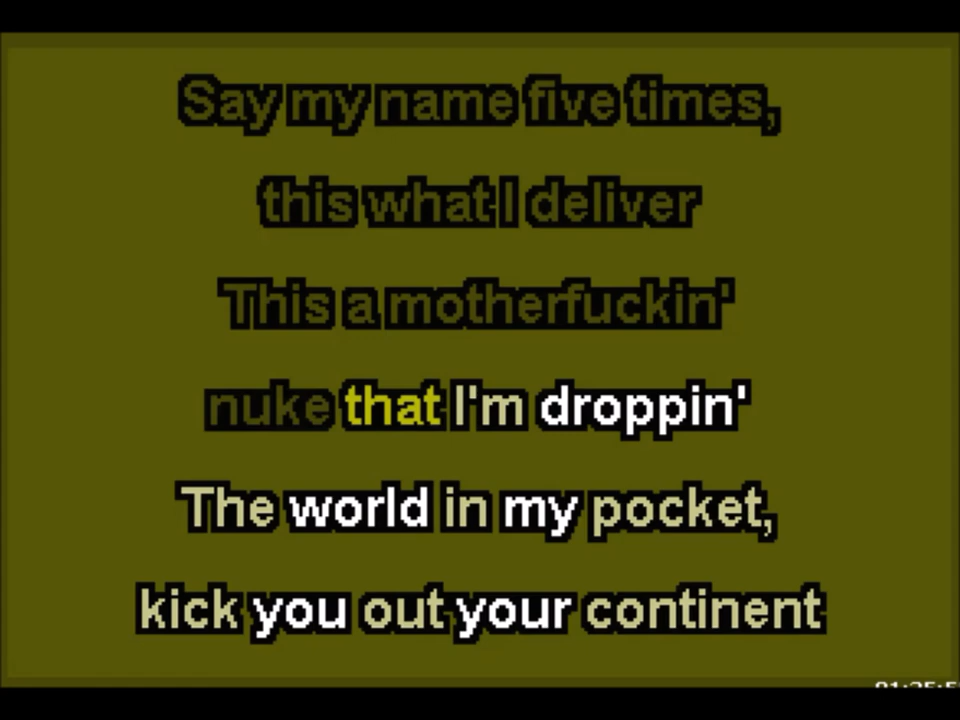 Say my name five times,
this what I deliver
This a motherfuckin'
nuke that I'm droppin'
The world in my pocket,
kick you out your continent